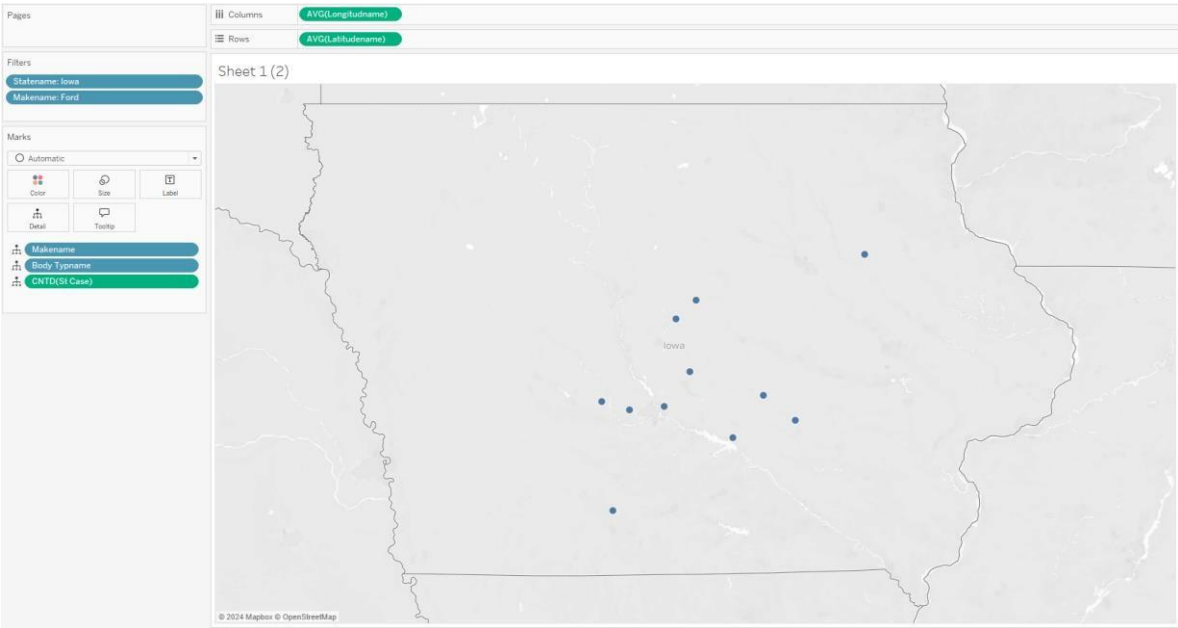 Pages
Columns
AVG(Longitudname)
Rows
AVG(Latitudename)
Filters
Statename: Iowa
Makename: Ford
Marks
Automatic
Color
Size
Label
Detail
Tooltip
Makename
Body Typname
CNTD(St Case)
Sheet 1 (2)
Iowa
© 2024 Mapbox © OpenStreetMap